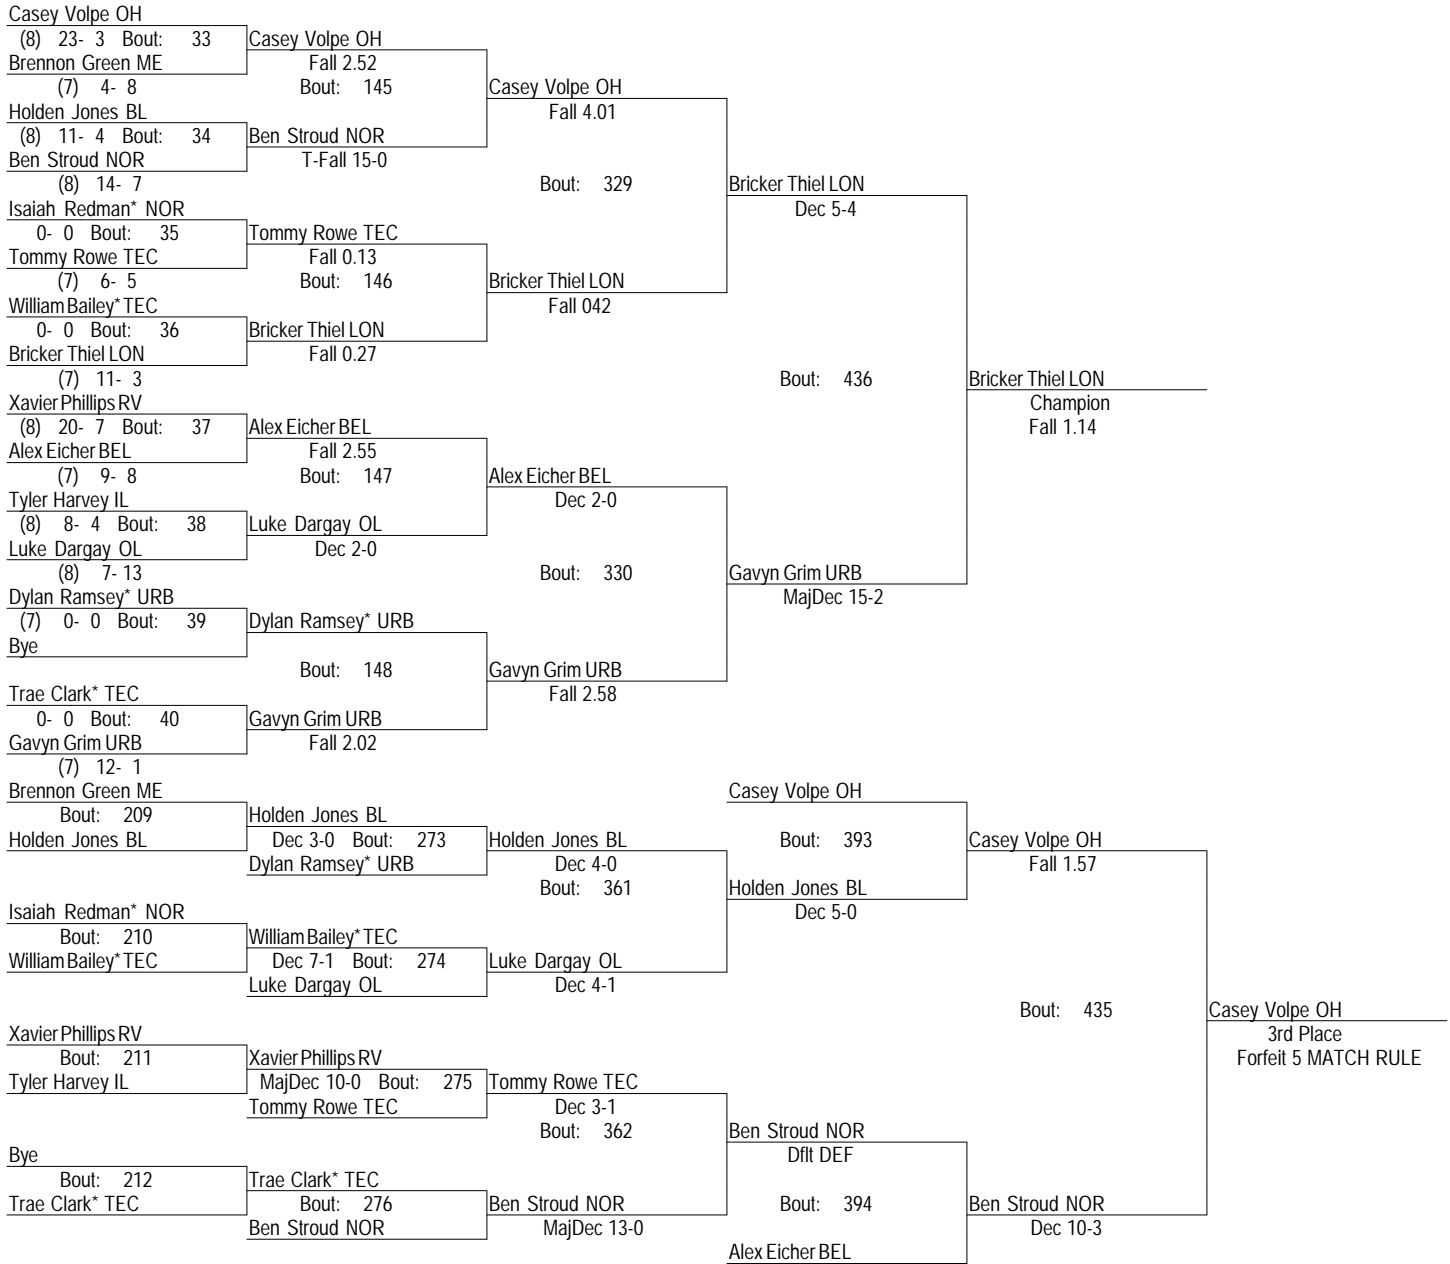 Casey Volpe OH
(8) 23- 3 Bout: 33 Casey Volpe OH
Brennon Green ME Fall 2.52
(7) 4- 8 Bout: 145 Casey Volpe OH
Holden Jones BL Fall 4.01
(8) 11- 4 Bout: 34 Ben Stroud NOR
Ben Stroud NOR T-Fall 15-0
(8) 14- 7 Bout: 329 Bricker Thiel LON
Isaiah Redman* NOR Dec 5-4
0- 0 Bout: 35 Tommy Rowe TEC
Tommy Rowe TEC Fall 0.13
(7) 6- 5 Bout: 146 Bricker Thiel LON
William Bailey* TEC Fall 042
0- 0 Bout: 36 Bricker Thiel LON
Bricker Thiel LON Fall 0.27
(7) 11- 3 Bout: 436 Bricker Thiel LON
Xavier Phillips RV Champion
(8) 20- 7 Bout: 37 Alex Eicher BEL Fall 1.14
Alex Eicher BEL Fall 2.55
(7) 9- 8 Bout: 147 Alex Eicher BEL
Tyler Harvey IL Dec 2-0
(8) 8- 4 Bout: 38 Luke Dargay OL
Luke Dargay OL Dec 2-0
(8) 7- 13 Bout: 330 Gavyn Grim URB
Dylan Ramsey* URB MajDec 15-2
(7) 0- 0 Bout: 39 Dylan Ramsey* URB
Bye
Bout: 148 Gavyn Grim URB
Trae Clark* TEC Fall 2.58
0- 0 Bout: 40 Gavyn Grim URB
Gavyn Grim URB Fall 2.02
(7) 12- 1
Brennon Green ME Casey Volpe OH
Bout: 209 Holden Jones BL
Holden Jones BL Dec 3-0 Bout: 273 Holden Jones BL Bout: 393 Casey Volpe OH
Dylan Ramsey* URB Dec 4-0 Fall 1.57
Bout: 361 Holden Jones BL
Isaiah Redman* NOR Dec 5-0
Bout: 210 William Bailey* TEC
William Bailey* TEC Dec 7-1 Bout: 274 Luke Dargay OL
Luke Dargay OL Dec 4-1
Bout: 435 Casey Volpe OH
Xavier Phillips RV 3rd Place
Bout: 211 Xavier Phillips RV Forfeit 5 MATCH RULE
Tyler Harvey IL MajDec 10-0 Bout: 275 Tommy Rowe TEC
Tommy Rowe TEC Dec 3-1
Bout: 362 Ben Stroud NOR
Bye Dflt DEF
Bout: 212 Trae Clark* TEC
Trae Clark* TEC Bout: 276 Ben Stroud NOR Bout: 394 Ben Stroud NOR
Ben Stroud NOR MajDec 13-0 Dec 10-3
Alex Eicher BEL